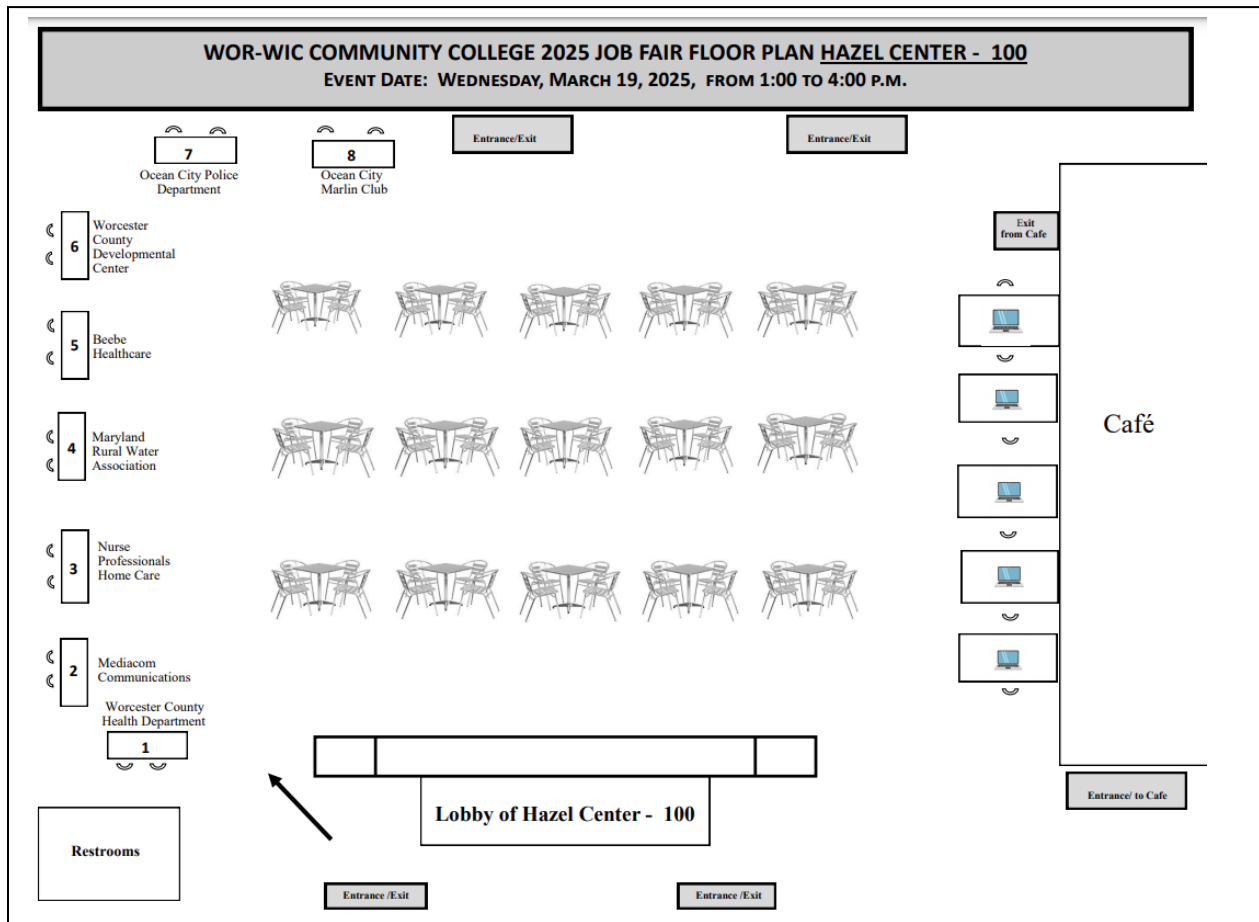 WOR-WIC COMMUNITY COLLEGE 2025 JOB FAIR FLOOR PLAN HAZEL CENTER - 100
EVENT DATE: WEDNESDAY, MARCH 19, 2025, FROM 1:00 TO 4:00 P.M.
7
Ocean City Police
Department
8
Ocean City
Marlin Club
Entrance/Exit
Entrance/Exit
6
Worcester
County
Developmental
Center
Exit
from Cafe
5
Beebe
Healthcare
4
Maryland
Rural Water
Association
Café
3
Nurse
Professionals
Home Care
2
Mediacom
Communications
Worcester County
Health Department
1
Lobby of Hazel Center - 100
Entrance/ to Cafe
Restrooms
Entrance /Exit
Entrance /Exit